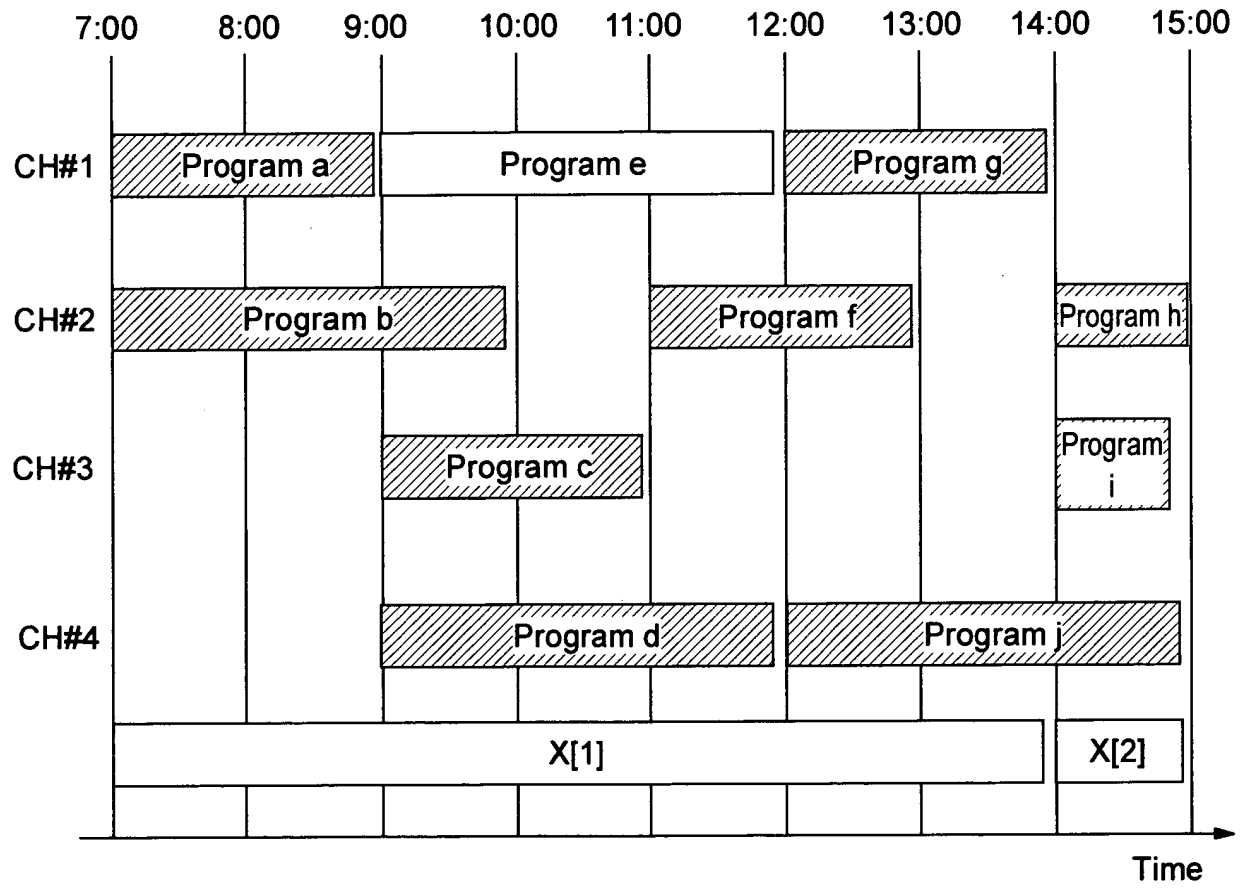 7:00 8:00 9:00 10:00 11:00 12:00 13:00 14:00 15:00
CH#1 Program a Program e Program g
CH#2 Program b Program f Program h
CH#3 Program c Program
i
CH#4 Program d Program j
X[1] X[2]
Time